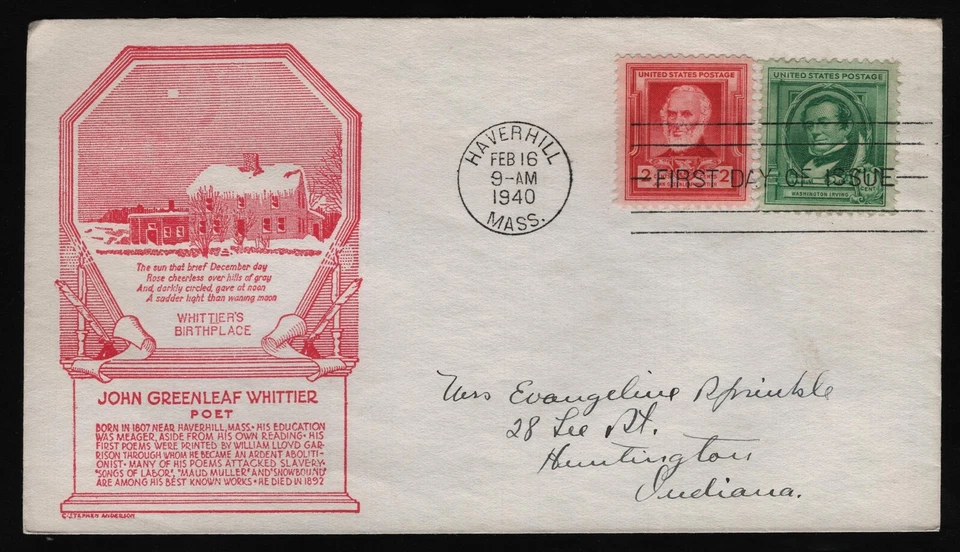 The sun that brief December day
Rose cheerless over hills of gray
And, darkly circled, gave at noon
A sadder light than waning moon
WHITTIER'S
BIRTHPLACE
JOHN GREENLEAF WHITTIER
POET
BORN IN 1807 NEAR HAVERHILL, MASS. • HIS EDUCATION
WAS MEAGER, ASIDE FROM HIS OWN READING • HIS
FIRST POEMS WERE PRINTED BY WILLIAM LLOYD GAR-
RISON THROUGH WHOM HE BECAME AN ARDENT ABOLITI-
ONIST • MANY OF HIS POEMS ATTACKED SLAVERY.
"SONGS OF LABOR", "MAUD MULLER" AND "SNOWBOUND"
ARE AMONG HIS BEST KNOWN WORKS • HE DIED IN 1892
C. STEPHEN ANDERSON
HAVERHILL
FEB 16
9-AM
1940
MASS.
UNITED STATES POSTAGE
2 2
UNITED STATES POSTAGE
WASHINGTON IRVING
FIRST DAY OF ISSUE
Miss Evangeline Sprinkle
28 Lee St.
Huntington
Indiana.